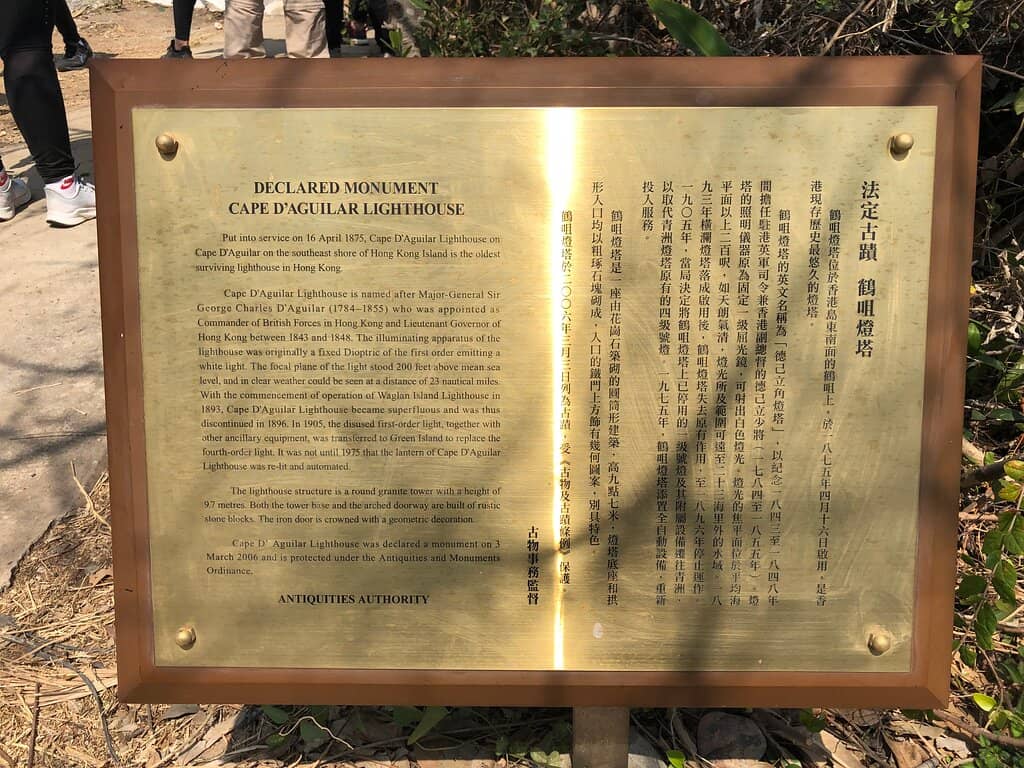 DECLARED MONUMENT
CAPE D'AGUILAR LIGHTHOUSE
Put into service on 16 April 1875, Cape D'Aguilar Lighthouse on
Cape D'Aguilar on the southeast shore of Hong Kong Island is the oldest
surviving lighthouse in Hong Kong.
Cape D'Aguilar Lighthouse is named after Major-General Sir
George Charles D'Aguilar (1784–1855) who was appointed as
Commander of British Forces in Hong Kong and Lieutenant Governor of
Hong Kong between 1843 and 1848. The illuminating apparatus of the
lighthouse was originally a fixed Dioptric of the first order emitting a
white light. The focal plane of the light stood 200 feet above mean sea
level, and in clear weather could be seen at a distance of 23 nautical miles.
With the commencement of operation of Waglan Island Lighthouse in
1893, Cape D'Aguilar Lighthouse became superfluous and was thus
discontinued in 1896. In 1905, the disused first-order light, together with
other ancillary equipment, was transferred to Green Island to replace the
fourth-order light. It was not until 1975 that the lantern of Cape D'Aguilar
Lighthouse was re-lit and automated.
The lighthouse structure is a round granite tower with a height of
9.7 metres. Both the tower base and the arched doorway are built of rustic
stone blocks. The iron door is crowned with a geometric decoration.
Cape D' Aguilar Lighthouse was declared a monument on 3
March 2006 and is protected under the Antiquities and Monuments
Ordinance.
ANTIQUITIES AUTHORITY
法定古蹟 鶴咀燈塔
鶴咀燈塔位於香港島東南面的鶴咀上，於一八七五年四月十六日啟用，是香
港現存歷史最悠久的燈塔。
鶴咀燈塔的英文名稱為「德己立角燈塔」，以紀念一八四三至一八四八年
間擔任駐港英軍司令兼香港副總督的德己立少將（一七八四至一八五五年）。燈
塔的照明儀器原為固定一級屈光鏡，可射出白色燈光。燈光的焦平面位於平均海
平面以上二百呎，如天朗氣清，燈光所及範圍可遠至二十三海里外的水域。一八
九三年橫瀾燈塔落成啟用後，鶴咀燈塔失去原有作用，至一八九六年停止運作。
一九○五年，當局決定將鶴咀燈塔上已停用的一級號燈及其附屬設備遷往青洲，
以取代青洲燈塔原有的四級號燈。一九七五年，鶴咀燈塔添置全自動設備，重新
投入服務。
鶴咀燈塔是一座由花崗石築砌的圓筒形建築，高九點七米，燈塔底座和拱
形入口均以粗琢石塊砌成，入口的鐵門上方飾有幾何圖案，別具特色。
鶴咀燈塔於二○○六年三月三日列為古蹟，受《古物及古蹟條例》保護。
古物事務監督